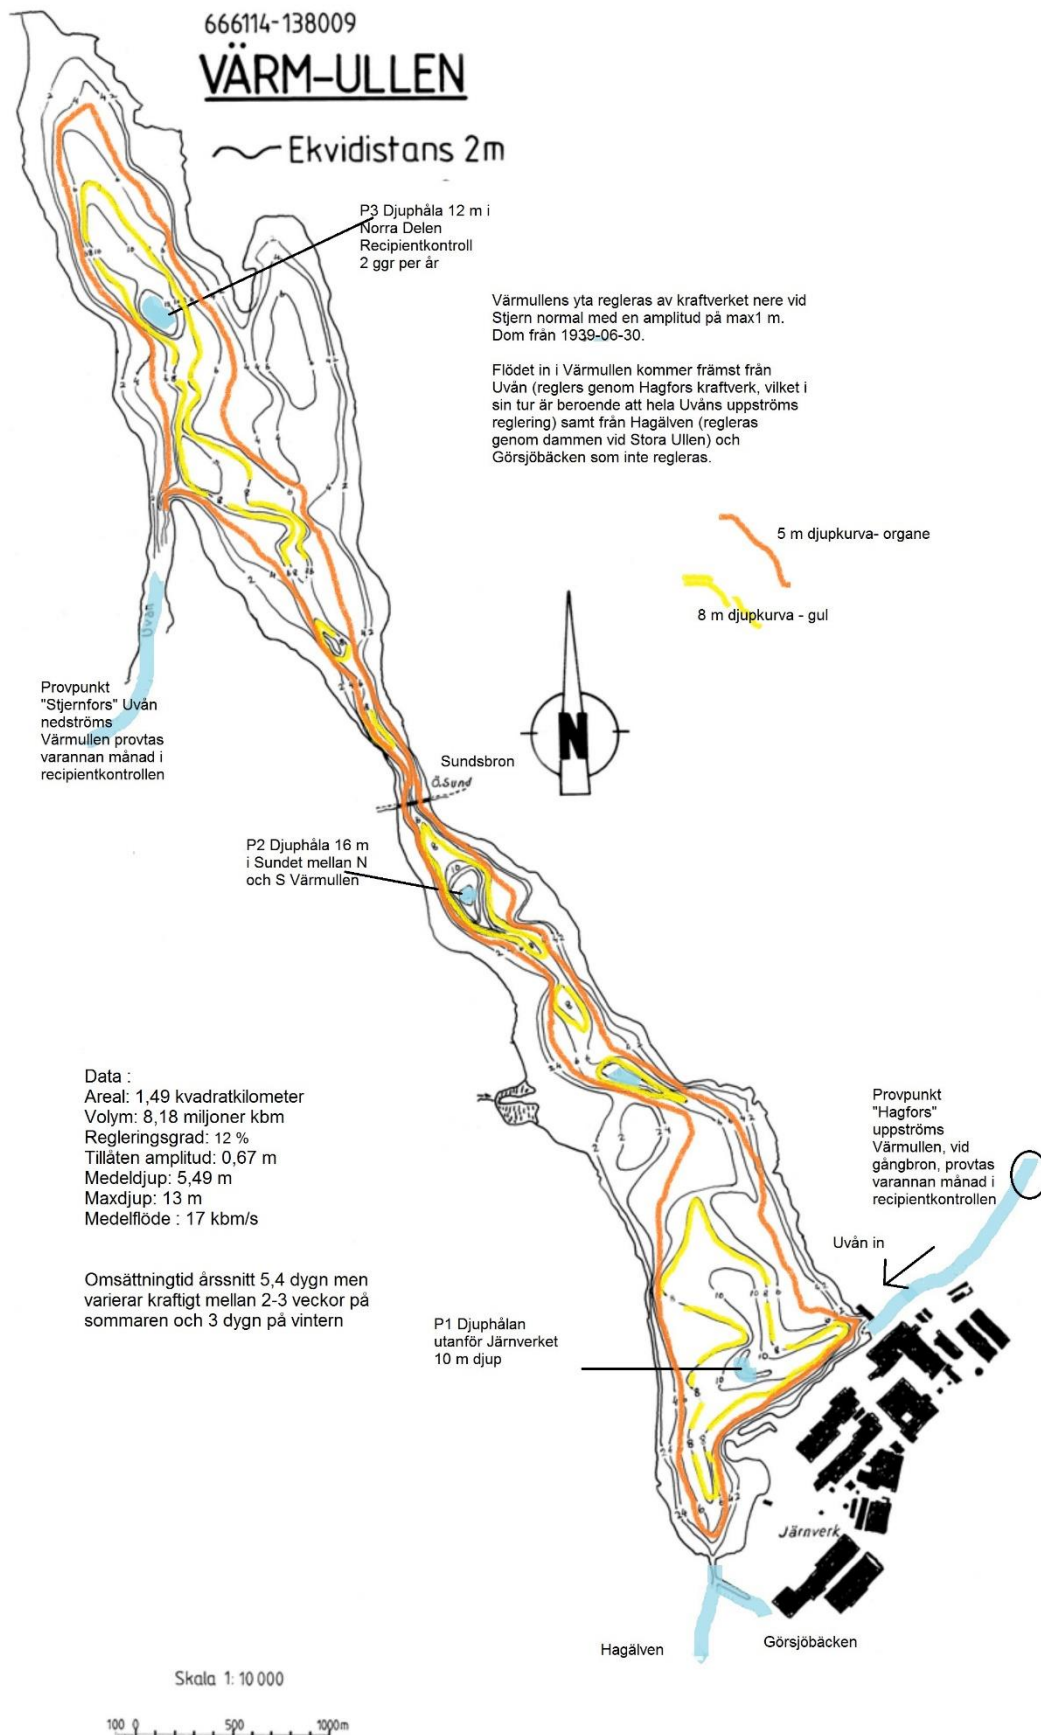 666114-138009
VÄRM-ULLEN
Ekvidistans 2m
P3 Djuphåla 12 m i
Norra Delen
Recipientkontroll
2 ggr per år
Värmullens yta regleras av kraftverket nere vid
Stjern normal med en amplitud på max1 m.
Dom från 1939-06-30.
Flödet in i Värmullen kommer främst från
Uvån (reglers genom Hagfors kraftverk, vilket i
sin tur är beroende att hela Uvåns uppströms
reglering) samt från Hagälven (regleras
genom dammen vid Stora Ullen) och
Görsjöbäcken som inte regleras.
5 m djupkurva- organe
8 m djupkurva - gul
Uvån
N
Provpunkt
"Stjernfors" Uvån
nedströms
Värmullen provtas
varannan månad i
recipientkontrollen
Sundsbron
Ö.Sund
P2 Djuphåla 16 m
i Sundet mellan N
och S Värmullen
Data :
Areal: 1,49 kvadratkilometer
Volym: 8,18 miljoner kbm
Regleringsgrad: 12 %
Tillåten amplitud: 0,67 m
Medeldjup: 5,49 m
Maxdjup: 13 m
Medelflöde : 17 kbm/s
Omsättningtid årssnitt 5,4 dygn men
varierar kraftigt mellan 2-3 veckor på
sommaren och 3 dygn på vintern
Provpunkt
"Hagfors"
uppströms
Värmullen, vid
gångbron, provtas
varannan månad i
recipientkontrollen
Uvån in
P1 Djuphålan
utanför Järnverket
10 m djup
Järnverk
Hagälven
Görsjöbäcken
Skala 1:10 000
100 0 500 1000m